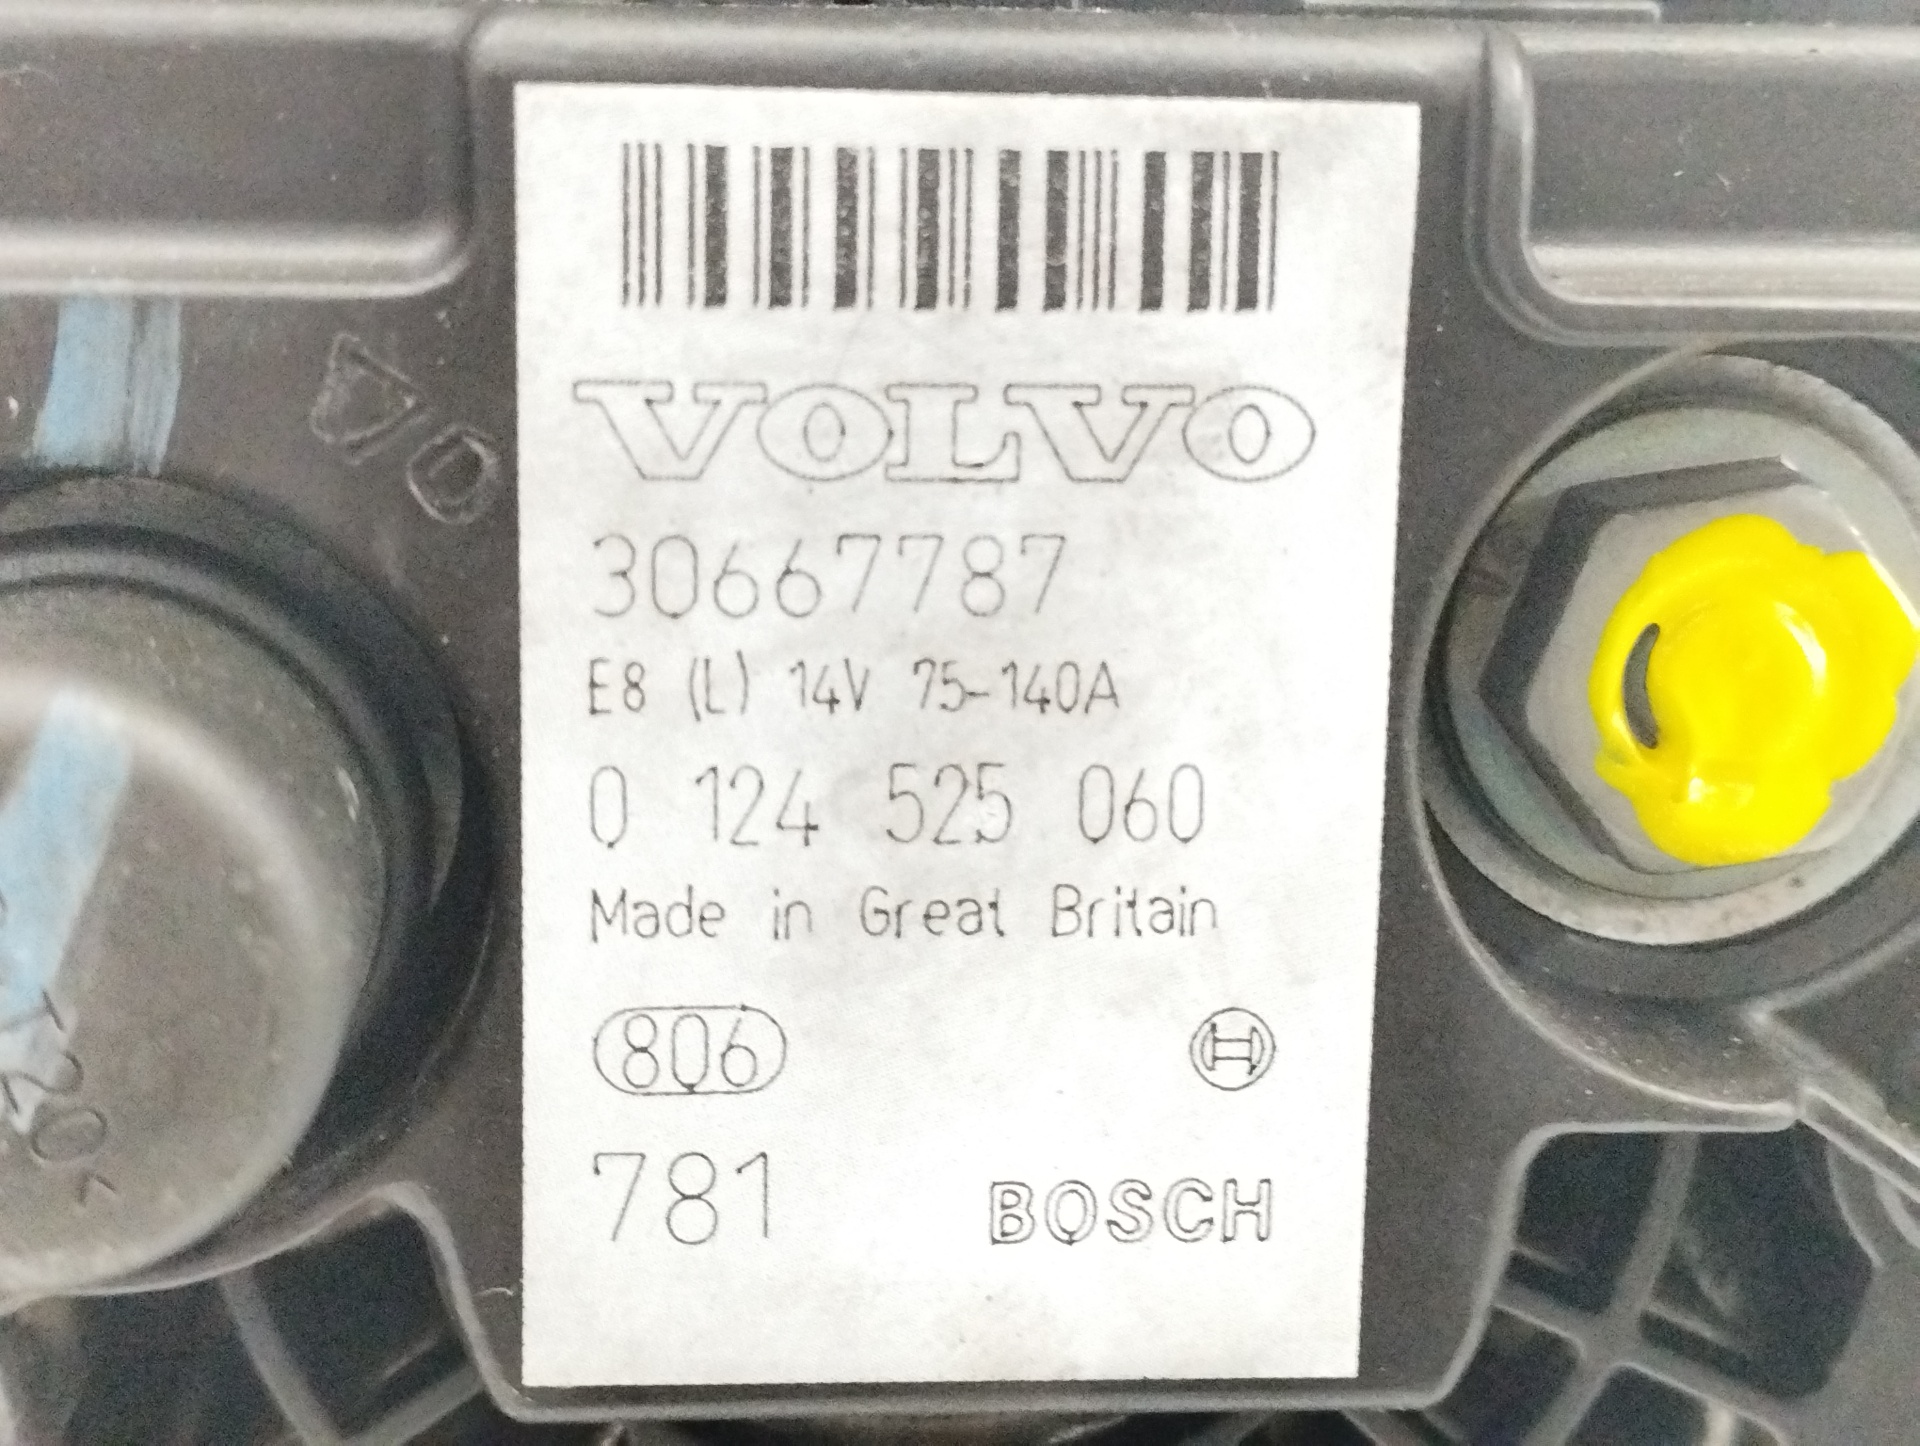 VOLVO
30667787
E8 (L) 14V 75-140A
0 124 525 060
Made in Great Britain
806
781 BOSCH